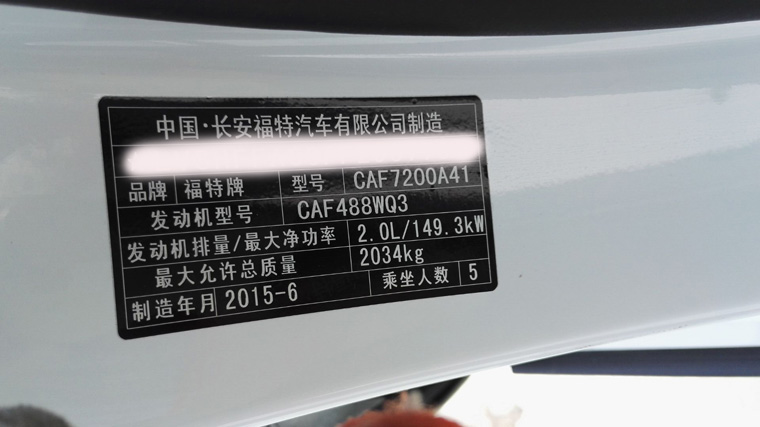 中国·长安福特汽车有限公司制造
品牌 福特牌 型号 CAF7200A41
发动机型号 CAF488WQ3
发动机排量/最大净功率 2.0L/149.3kW
最大允许总质量 2034kg
制造年月 2015-6 乘坐人数 5